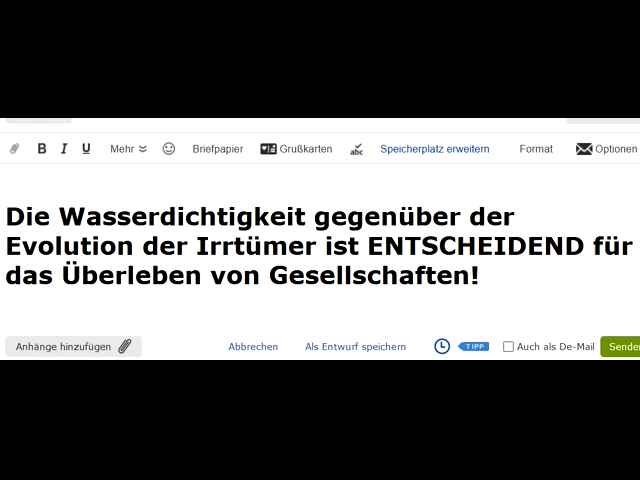 B I U Mehr Briefpapier Grußkarten abc Speicherplatz erweitern Format Optionen
Die Wasserdichtigkeit gegenüber der
Evolution der Irrtümer ist ENTSCHEIDEND für
das Überleben von Gesellschaften!
Anhänge hinzufügen Abbrechen Als Entwurf speichern TIPP Auch als De-Mail Sende